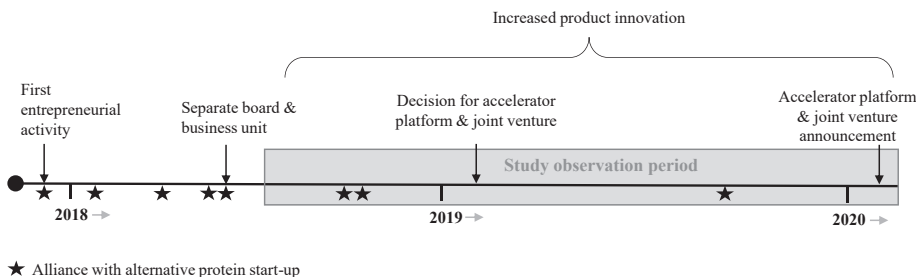 Increased product innovation
First
entrepreneurial
activity
Separate board &
business unit
Decision for accelerator
platform & joint venture
Accelerator platform
& joint venture
announcement
Study observation period
2018
2019
2020
Alliance with alternative protein start-up